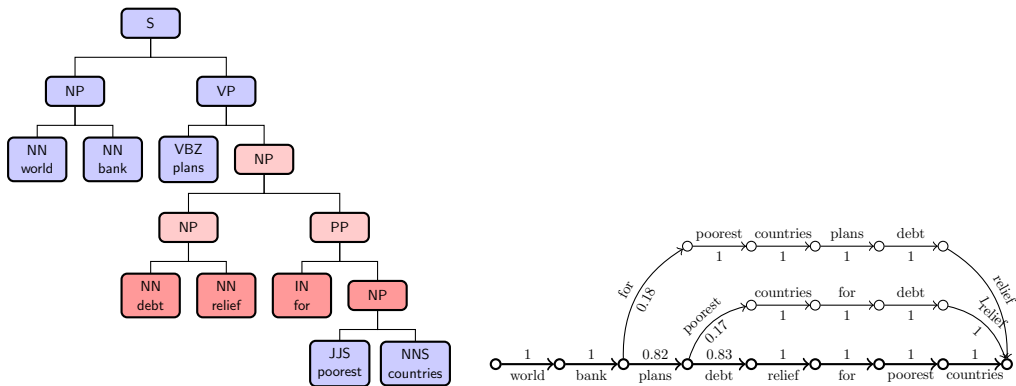 S
NP VP
NN world
NN bank
VBZ plans
NP
NP PP
NN debt
NN relief
IN for
NP
JJS poorest
NNS countries
for 0.18
poorest countries plans debt
1 1 1 1
relief 1
poorest 0.17
countries for debt
1 1 1
relief 1
1 1 0.82 0.83 1 1 1 1
world bank plans debt relief for poorest countries